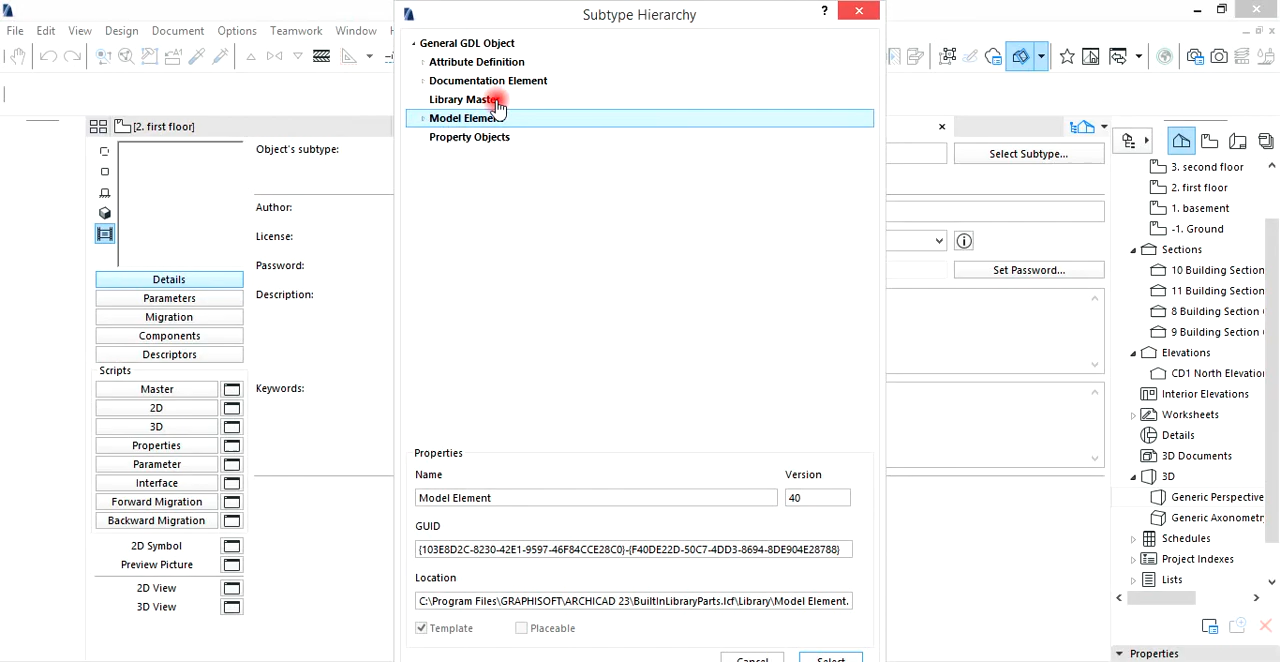 Subtype Hierarchy
?
File Edit View Design Document Options Teamwork Window
General GDL Object
Attribute Definition
Documentation Element
Library Master
Model Element
Property Objects
[2. first floor]
Object's subtype:
Select Subtype...
Author:
License:
Password:
Set Password...
Description:
Keywords:
Details
Parameters
Migration
Components
Descriptors
Scripts
Master
2D
3D
Properties
Parameter
Interface
Forward Migration
Backward Migration
2D Symbol
Preview Picture
2D View
3D View
Properties
Name
Version
Model Element
40
GUID
{103E8D2C-8230-42E1-9597-46F84CCE28C0}-{F40DE22D-50C7-4DD3-8694-8DE904E28788}
Location
C:\Program Files\GRAPHISOFT\ARCHICAD 23\BuiltInLibraryParts.lcf\Library\Model Element.
Template
Placeable
Cancel
Select
3. second floor
2. first floor
1. basement
-1. Ground
Sections
10 Building Section
11 Building Section
8 Building Section
9 Building Section
Elevations
CD1 North Elevatio
Interior Elevations
Worksheets
Details
3D Documents
3D
Generic Perspective
Generic Axonometr
Schedules
Project Indexes
Lists
Properties